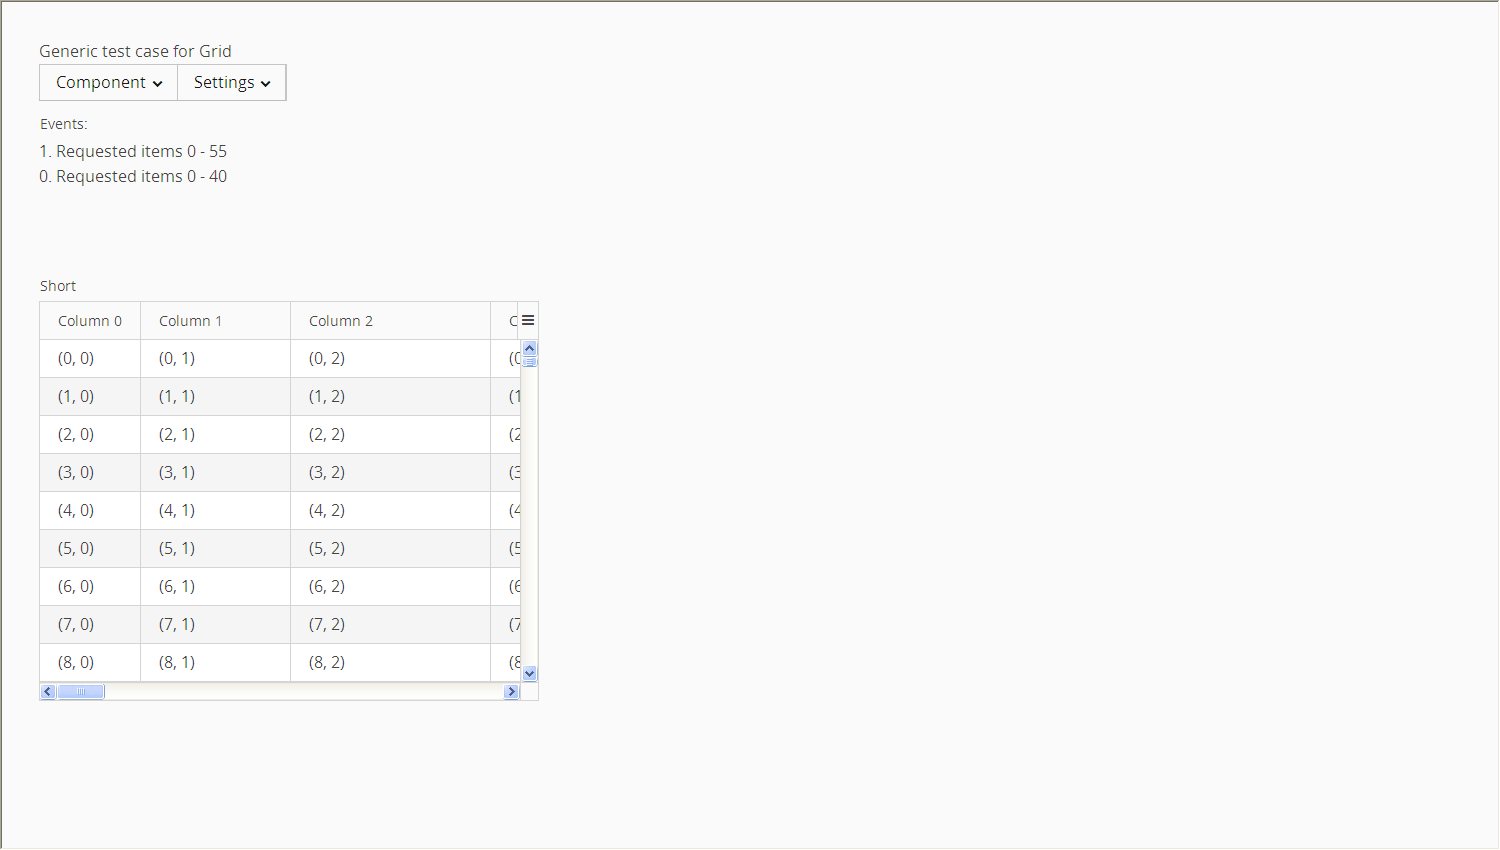 Generic test case for Grid
Component Settings
Events:
1. Requested items 0 - 55
0. Requested items 0 - 40
Short
Column 0 Column 1 Column 2 C
(0, 0) (0, 1) (0, 2) (0
(1, 0) (1, 1) (1, 2) (1
(2, 0) (2, 1) (2, 2) (2
(3, 0) (3, 1) (3, 2) (3
(4, 0) (4, 1) (4, 2) (4
(5, 0) (5, 1) (5, 2) (5
(6, 0) (6, 1) (6, 2) (6
(7, 0) (7, 1) (7, 2) (7
(8, 0) (8, 1) (8, 2) (8